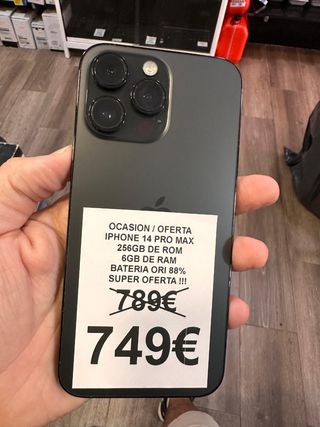 OCASION / OFERTA
IPHONE 14 PRO MAX
256GB DE ROM
6GB DE RAM
BATERIA ORI 88%
SUPER OFERTA !!!
789€
749€